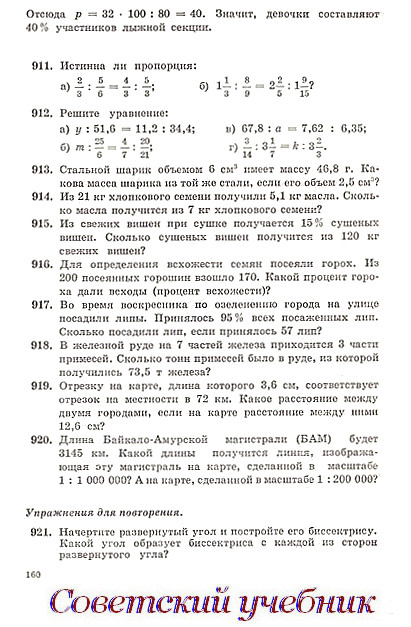 Отсюда p = 32 · 100 : 80 = 40. Значит, девочки составляют
40% участников лыжной секции.
911. Истинна ли пропорция:
а) 2/3 : 5/6 = 4/3 : 5/3; б) 1 1/3 : 8/9 = 2 2/5 : 1 9/15?
912. Решите уравнение:
а) y : 51,6 = 11,2 : 34,4; в) 67,8 : a = 7,62 : 6,35;
б) m : 25/6 = 4/7 : 20/21; г) 3/14 : 3 1/7 = k : 3 2/3.
913. Стальной шарик объемом 6 см³ имеет массу 46,8 г. Ка-
кова масса шарика из той же стали, если его объем 2,5 см³?
914. Из 21 кг хлопкового семени получили 5,1 кг масла. Сколь-
ко масла получится из 7 кг хлопкового семени?
915. Из свежих вишен при сушке получается 15% сушеных
вишен. Сколько сушеных вишен получится из 120 кг
свежих вишен?
916. Для определения всхожести семян посеяли горох. Из
200 посеянных горошин взошло 170. Какой процент горо-
ха дали всходы (процент всхожести)?
917. Во время воскресника по озеленению города на улице
посадили липы. Принялось 95% всех посаженных лип.
Сколько посадили лип, если принялось 57 лип?
918. В железной руде на 7 частей железа приходится 3 части
примесей. Сколько тонн примесей было в руде, из которой
получились 73,5 т железа?
919. Отрезку на карте, длина которого 3,6 см, соответствует
отрезок на местности в 72 км. Какое расстояние между
двумя городами, если на карте расстояние между ними
12,6 см?
920. Длина Байкало-Амурской магистрали (БАМ) будет
3145 км. Какой длины получится линия, изобража-
ющая эту магистраль на карте, сделанной в масштабе
1 : 1 000 000? А на карте, сделанной в масштабе 1 : 200 000?
Упражнения для повторения.
921. Начертите развернутый угол и постройте его биссектрису.
Какой угол образует биссектриса с каждой из сторон
развернутого угла?
160
Советский учебник